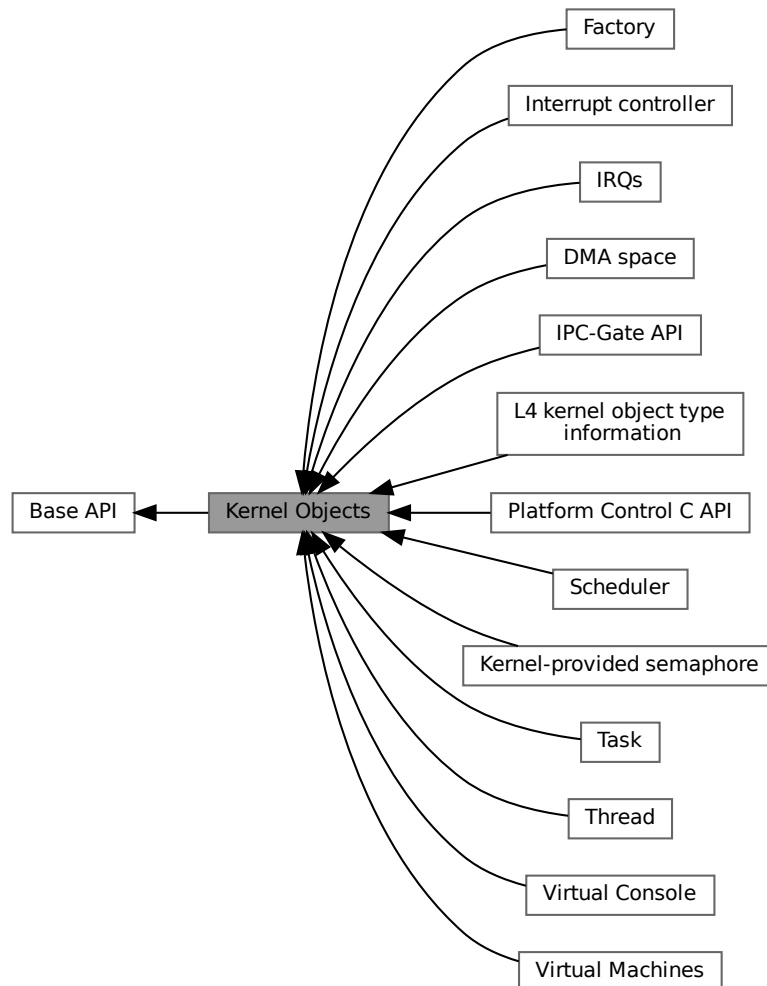 Factory
Interrupt controller
IRQs
DMA space
IPC-Gate API
L4 kernel object type
information
Base API
Kernel Objects
Platform Control C API
Scheduler
Kernel-provided semaphore
Task
Thread
Virtual Console
Virtual Machines